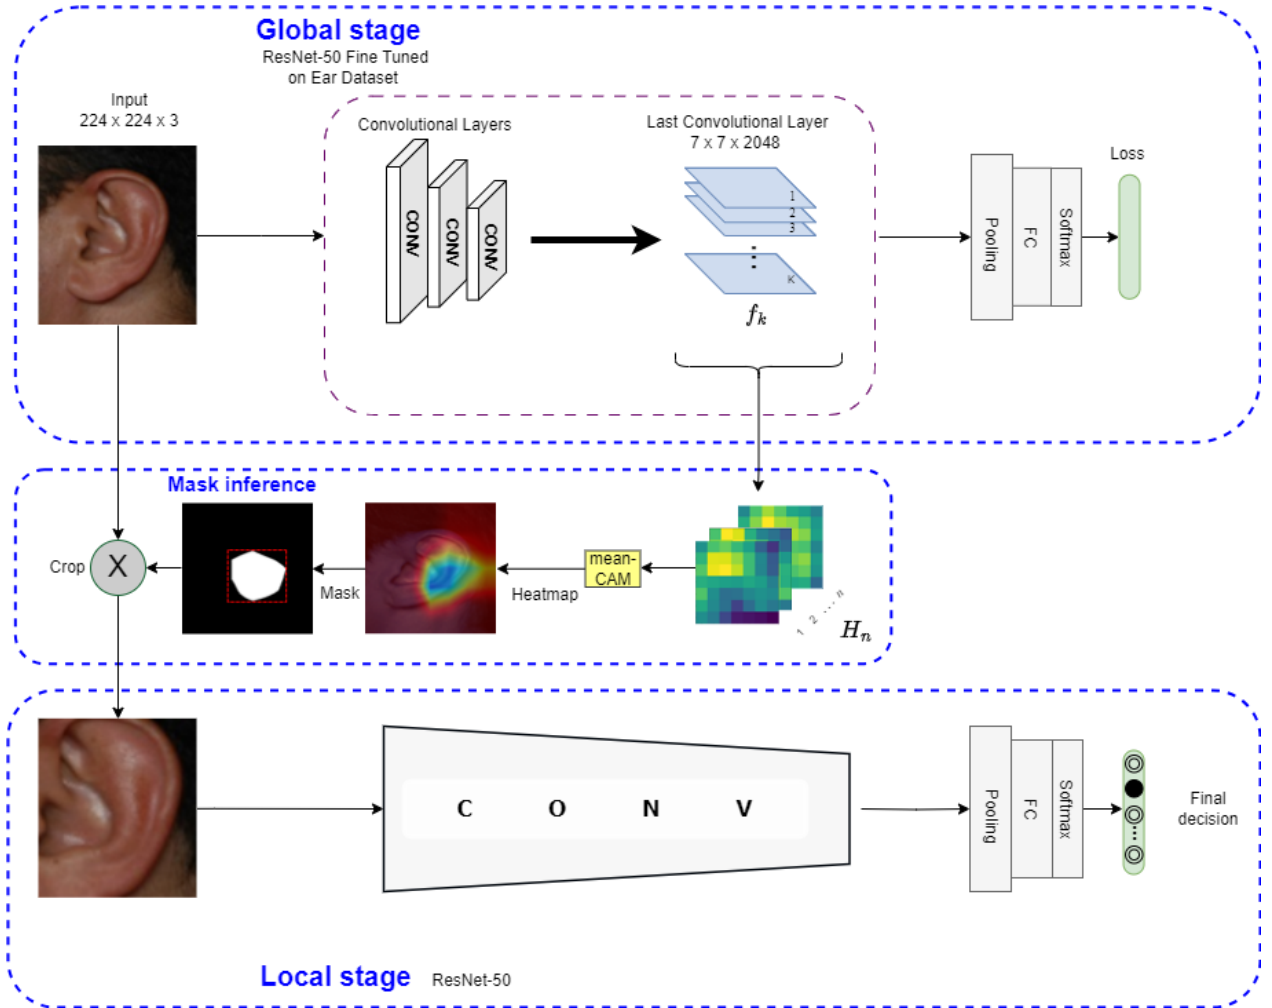 Global stage
ResNet-50 Fine Tuned
on Ear Dataset
Input
224 x 224 x 3
Convolutional Layers
CONV
CONV
CONV
Last Convolutional Layer
7 x 7 x 2048
1
2
3
K
f_k
Pooling
FC
Softmax
Loss
Mask inference
Crop
X
Mask
Heatmap
mean-
CAM
1 2 ... n
H_n
C O N V
Pooling
FC
Softmax
Final
decision
Local stage
ResNet-50